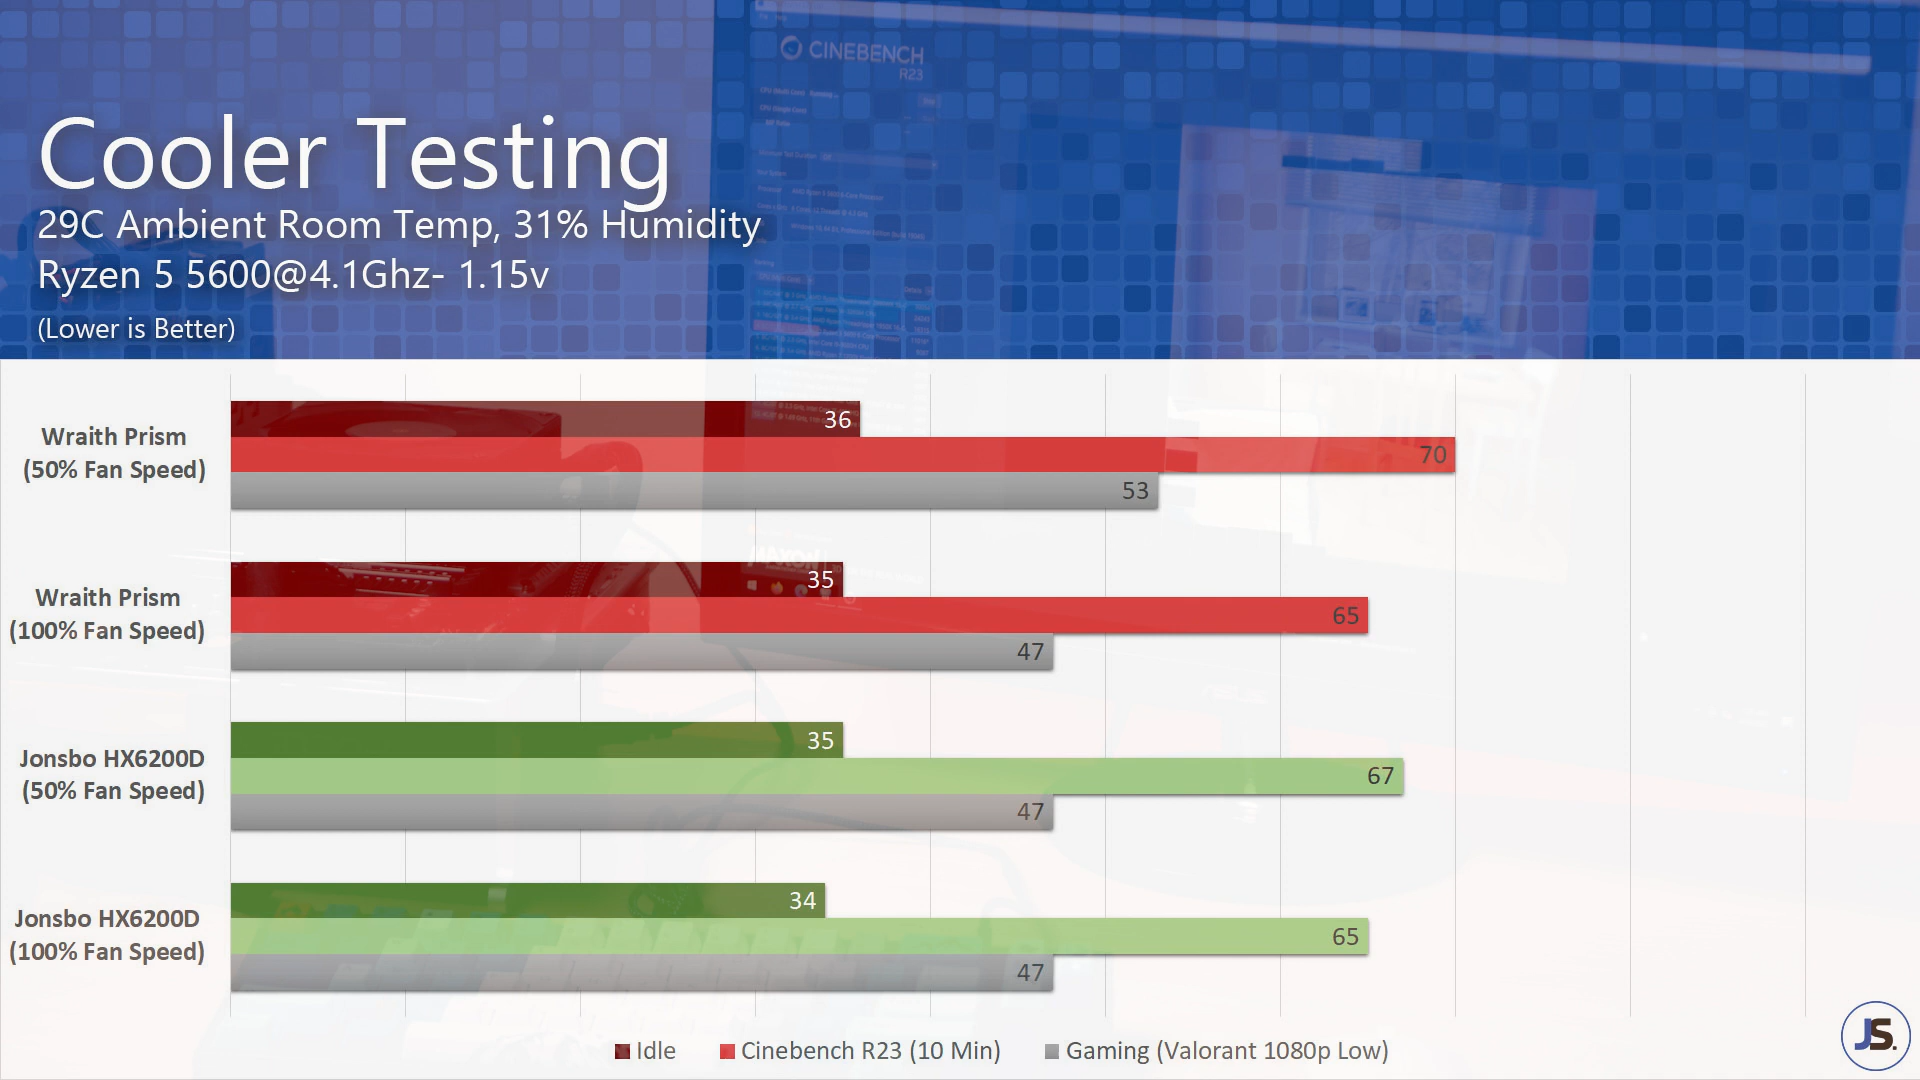 CINEBENCH
R23
Cooler Testing
29C Ambient Room Temp, 31% Humidity
Ryzen 5 5600@4.1Ghz- 1.15v
(Lower is Better)
Wraith Prism
(50% Fan Speed)
36
70
53
Wraith Prism
(100% Fan Speed)
MAXON
35
65
47
Jonsbo HX6200D
(50% Fan Speed)
35
67
47
Jonsbo HX6200D
(100% Fan Speed)
34
65
47
Idle
Cinebench R23 (10 Min)
Gaming (Valorant 1080p Low)
JS.